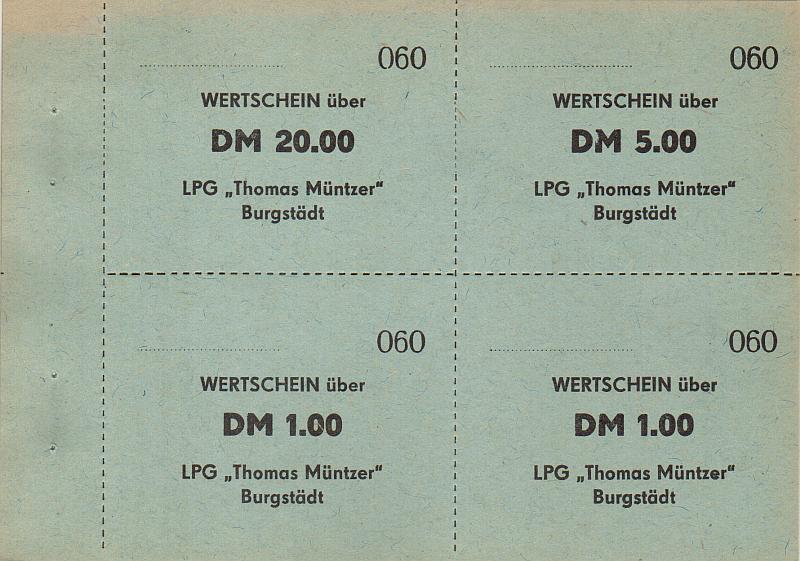 060
WERTSCHEIN über
DM 20.00
LPG „Thomas Müntzer“
Burgstädt
060
WERTSCHEIN über
DM 5.00
LPG „Thomas Müntzer“
Burgstädt
060
WERTSCHEIN über
DM 1.00
LPG „Thomas Müntzer“
Burgstädt
060
WERTSCHEIN über
DM 1.00
LPG „Thomas Müntzer“
Burgstädt